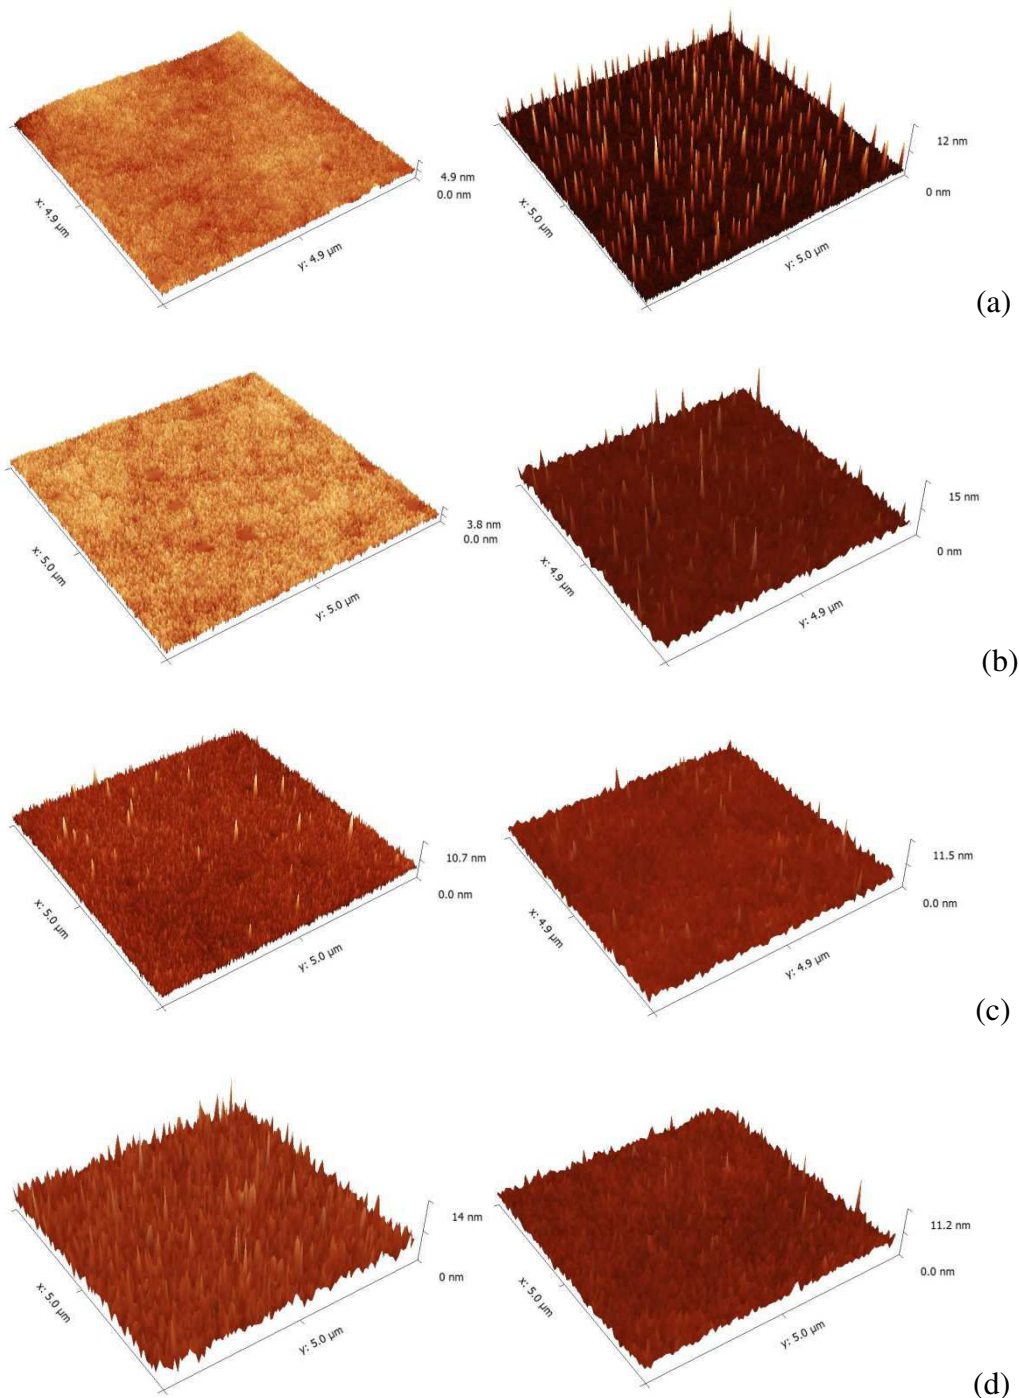 4.9 nm
0.0 nm
x: 4.9 µm
y: 4.9 µm
12 nm
0 nm
x: 5.0 µm
y: 5.0 µm
(a)
3.8 nm
0.0 nm
x: 5.0 µm
y: 5.0 µm
15 nm
0 nm
x: 4.9 µm
y: 4.9 µm
(b)
10.7 nm
0.0 nm
x: 5.0 µm
y: 5.0 µm
11.5 nm
0.0 nm
x: 4.9 µm
y: 4.9 µm
(c)
14 nm
0 nm
x: 5.0 µm
y: 5.0 µm
11.2 nm
0.0 nm
x: 5.0 µm
y: 5.0 µm
(d)